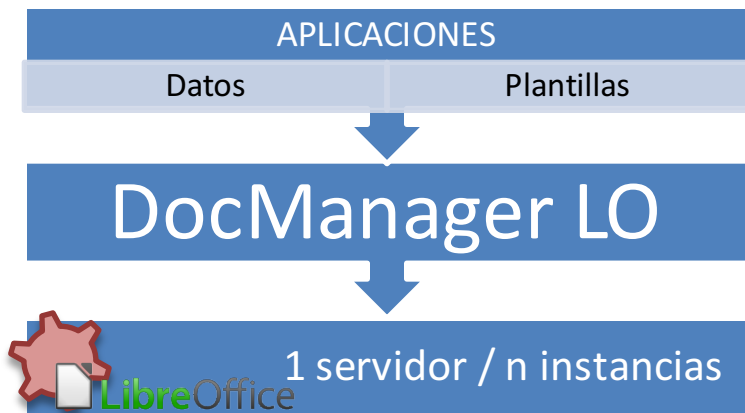 APLICACIONES
Datos Plantillas
DocManager LO
1 servidor / n instancias
LibreOffice